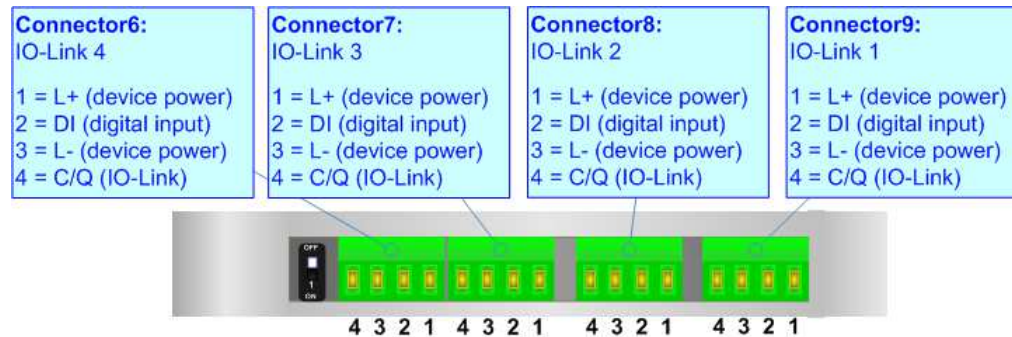 Connector6:
IO-Link 4
1 = L+ (device power)
2 = DI (digital input)
3 = L- (device power)
4 = C/Q (IO-Link)
Connector7:
IO-Link 3
1 = L+ (device power)
2 = DI (digital input)
3 = L- (device power)
4 = C/Q (IO-Link)
Connector8:
IO-Link 2
1 = L+ (device power)
2 = DI (digital input)
3 = L- (device power)
4 = C/Q (IO-Link)
Connector9:
IO-Link 1
1 = L+ (device power)
2 = DI (digital input)
3 = L- (device power)
4 = C/Q (IO-Link)
OFF
1
ON
4 3 2 1 4 3 2 1 4 3 2 1 4 3 2 1